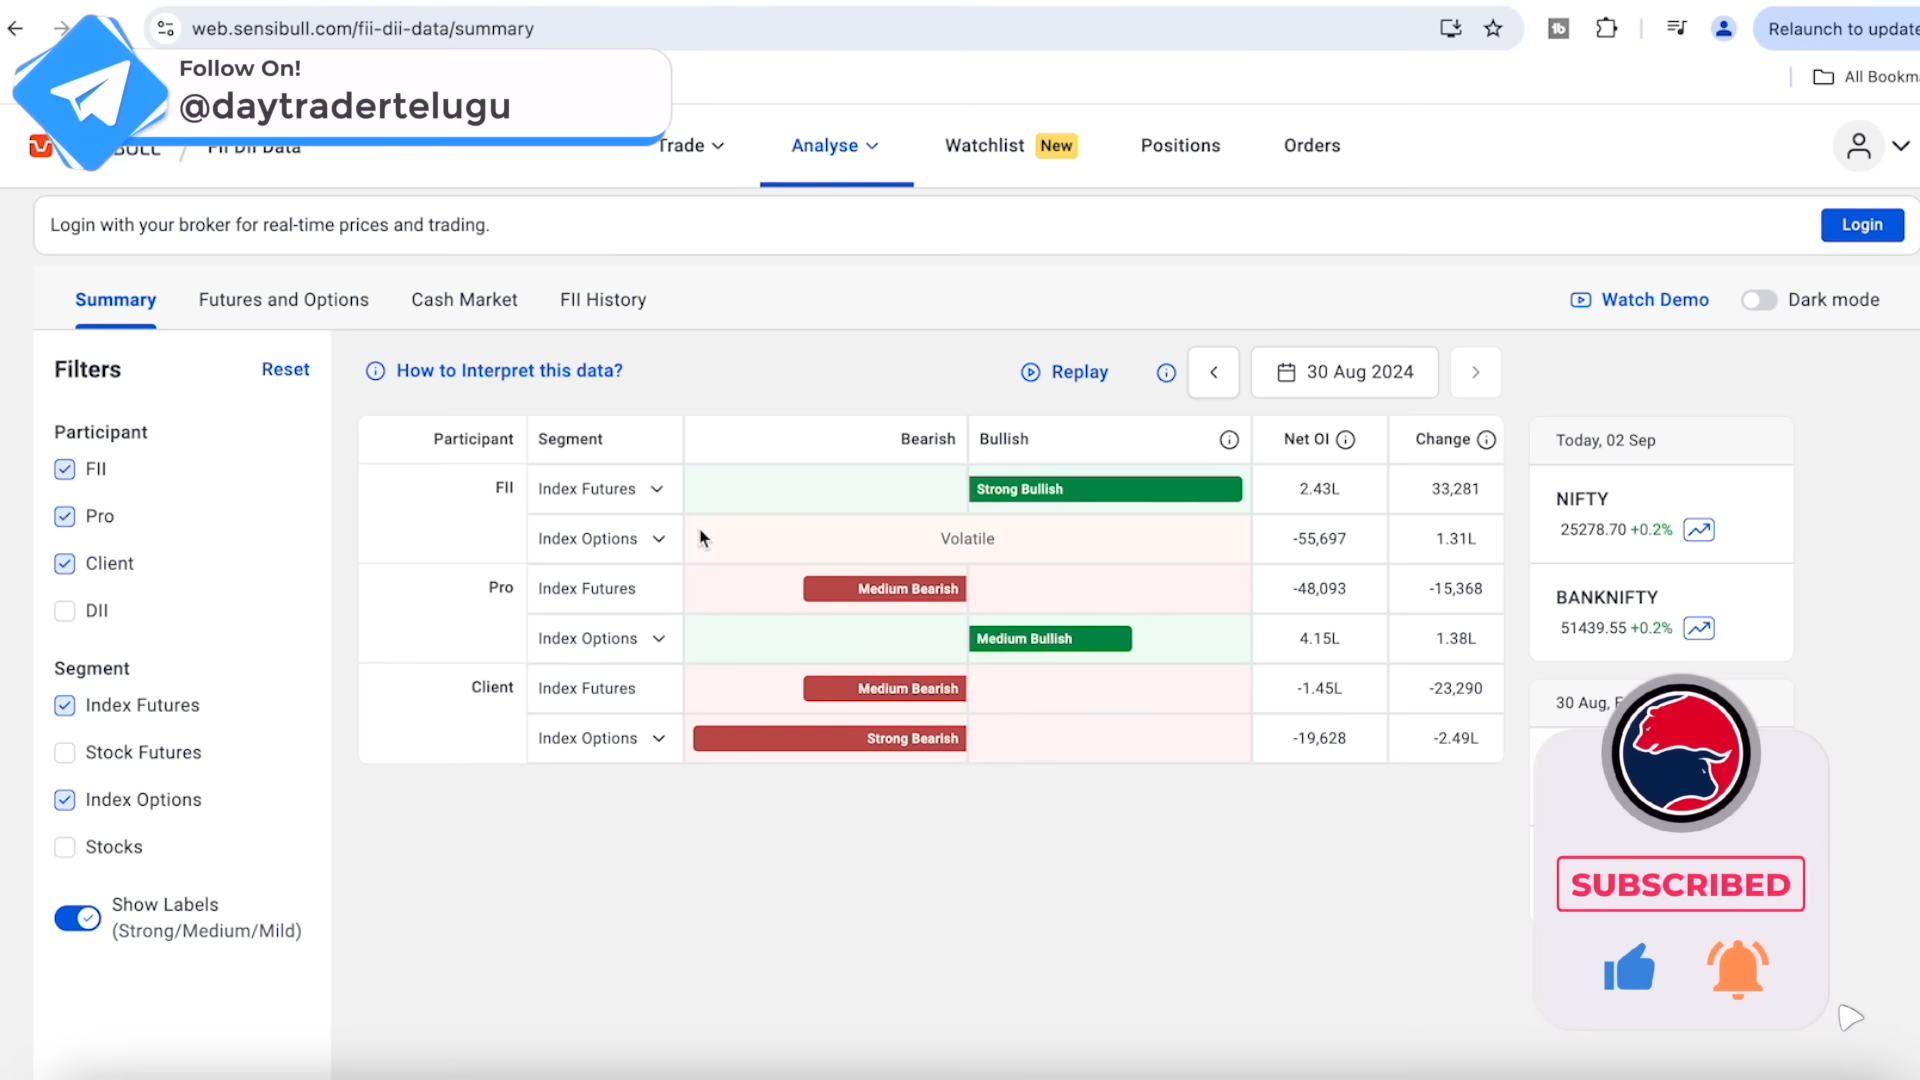 web.sensibull.com/fii-dii-data/summary
Relaunch to update
Follow On!
@daytradertelugu
All Bookm
BULL / FII DII Data
Trade
Analyse
Watchlist New
Positions
Orders
Login with your broker for real-time prices and trading.
Login
Summary
Futures and Options
Cash Market
FII History
Watch Demo
Dark mode
Filters
Reset
Participant
FII
Pro
Client
DII
Segment
Index Futures
Stock Futures
Index Options
Stocks
Show Labels
(Strong/Medium/Mild)
How to Interpret this data?
Replay
30 Aug 2024
Participant Segment Bearish Bullish Net OI Change
FII Index Futures Strong Bullish 2.43L 33,281
Index Options Volatile -55,697 1.31L
Pro Index Futures Medium Bearish -48,093 -15,368
Index Options Medium Bullish 4.15L 1.38L
Client Index Futures Medium Bearish -1.45L -23,290
Index Options Strong Bearish -19,628 -2.49L
Today, 02 Sep
NIFTY
25278.70 +0.2%
BANKNIFTY
51439.55 +0.2%
30 Aug, F
SUBSCRIBED